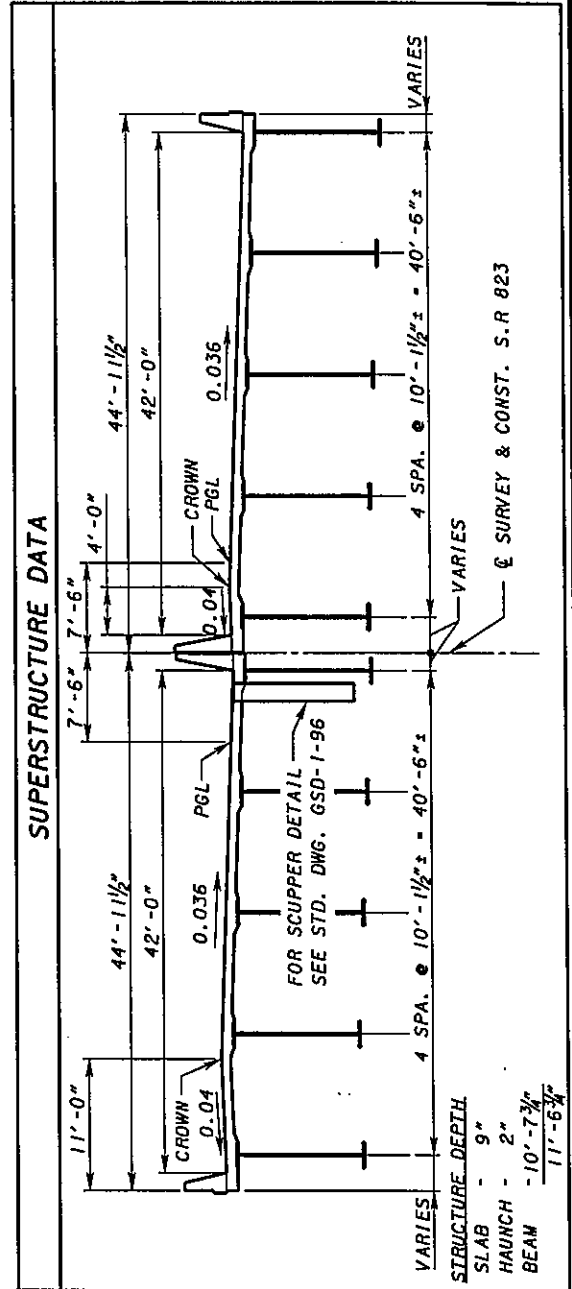 SUPERSTRUCTURE DATA
44'-11½"
7'-6"
7'-6"
44'-11½"
11'-0"
42'-0"
4'-0"
42'-0"
CROWN
0.04
0.036
PGL
0.04
CROWN
PGL
0.036
FOR SCUPPER DETAIL
SEE STD. DWG. GSD-1-96
VARIES
4 SPA. @ 10'-1½"± = 40'-6"±
4 SPA. @ 10'-1½"± = 40'-6"±
VARIES
VARIES
℄ SURVEY & CONST. S.R 823
STRUCTURE DEPTH
SLAB - 9"
HAUNCH - 2"
BEAM - 10'-7¾"
11'-6¾"